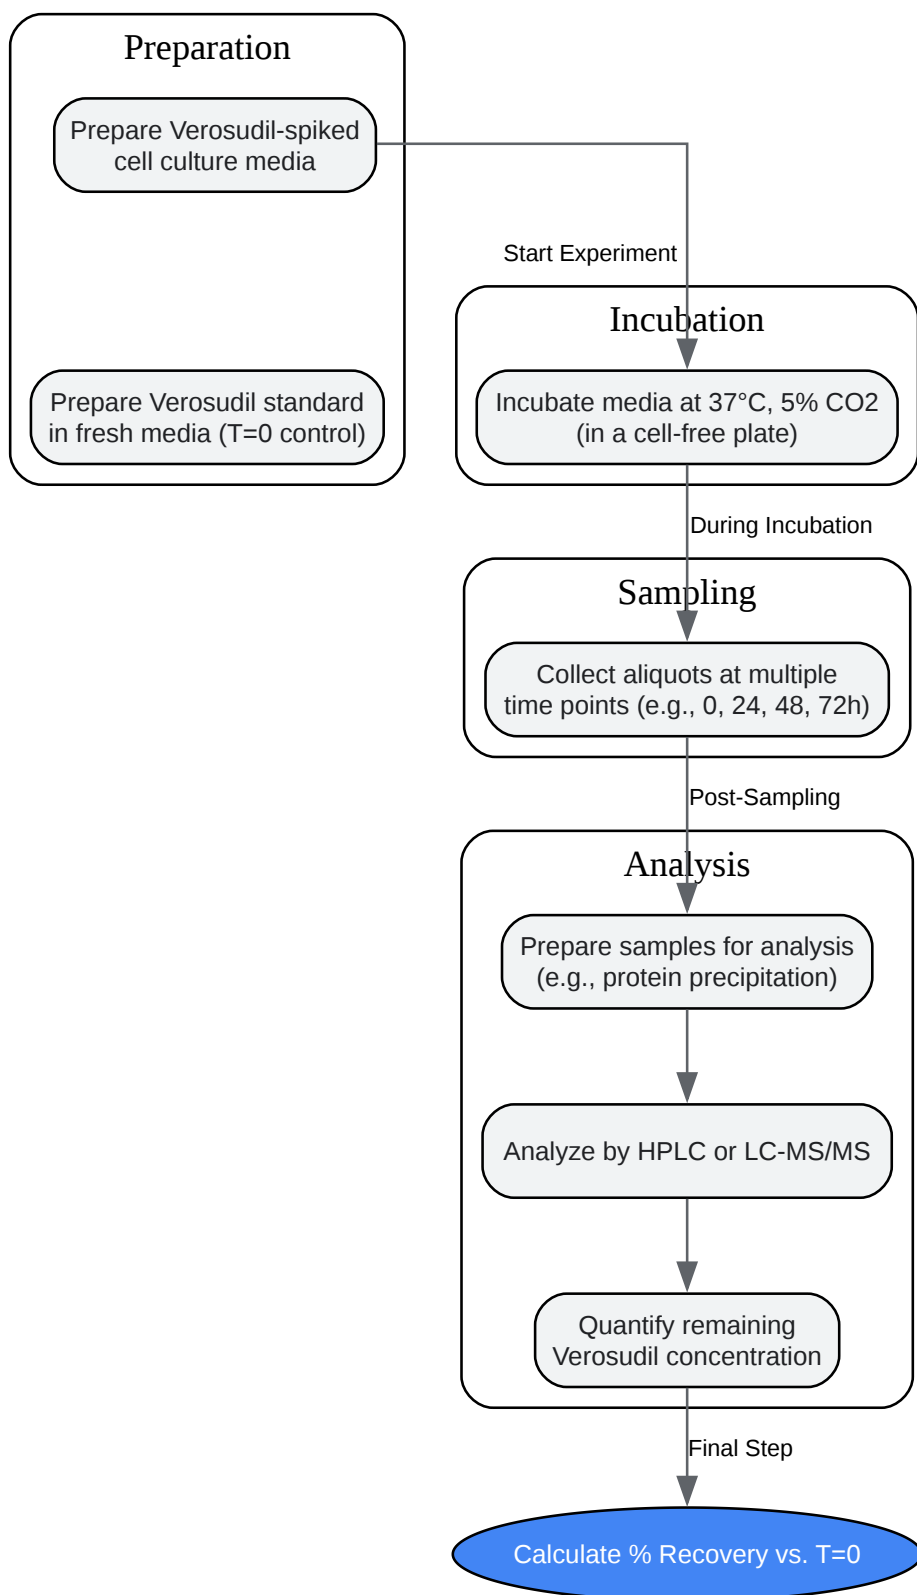 Preparation
Prepare Verosudil-spiked
cell culture media
Start Experiment
Incubation
Prepare Verosudil standard
in fresh media (T=0 control)
Incubate media at 37°C, 5% CO2
(in a cell-free plate)
During Incubation
Sampling
Collect aliquots at multiple
time points (e.g., 0, 24, 48, 72h)
Post-Sampling
Analysis
Prepare samples for analysis
(e.g., protein precipitation)
Analyze by HPLC or LC-MS/MS
Quantify remaining
Verosudil concentration
Final Step
Calculate % Recovery vs. T=0